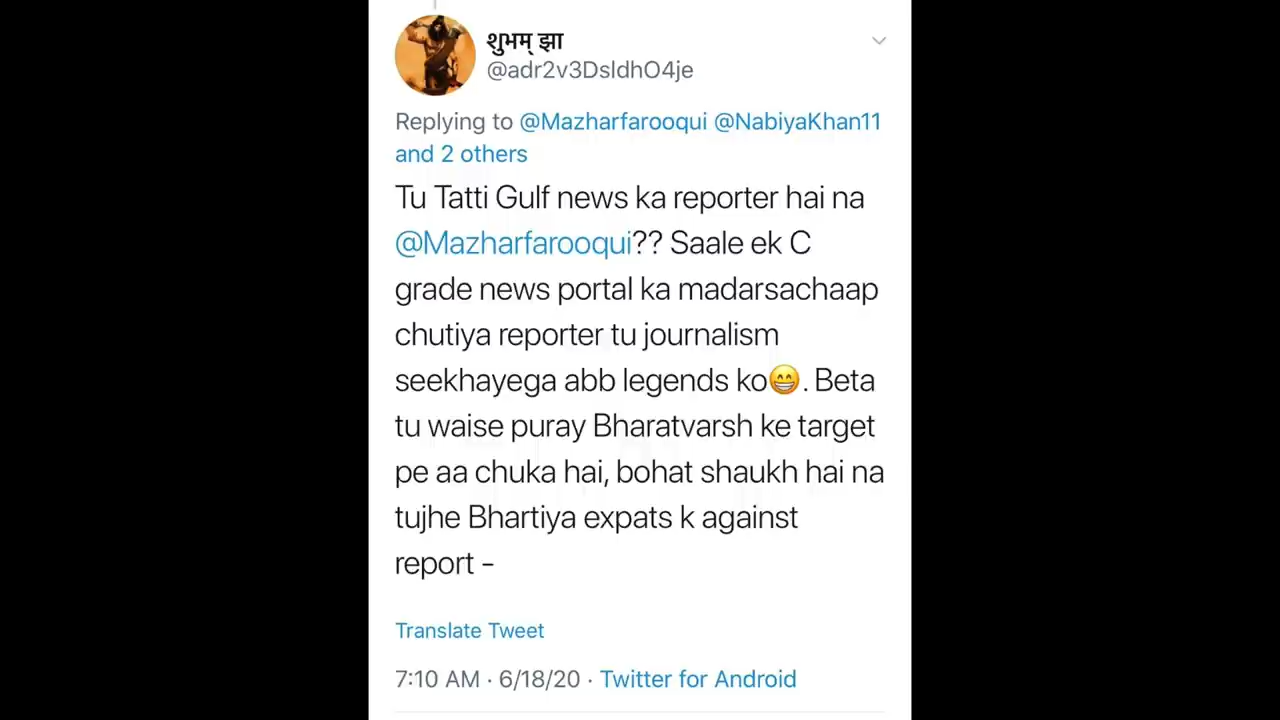 शुभम् झा
@adr2v3DsldhO4je
Replying to @Mazharfarooqui @NabiyaKhan11
and 2 others
Tu Tatti Gulf news ka reporter hai na
@Mazharfarooqui?? Saale ek C
grade news portal ka madarsachaap
chutiya reporter tu journalism
seekhayega abb legends ko😁. Beta
tu waise puray Bharatvarsh ke target
pe aa chuka hai, bohat shaukh hai na
tujhe Bhartiya expats k against
report -
Translate Tweet
7:10 AM · 6/18/20 · Twitter for Android